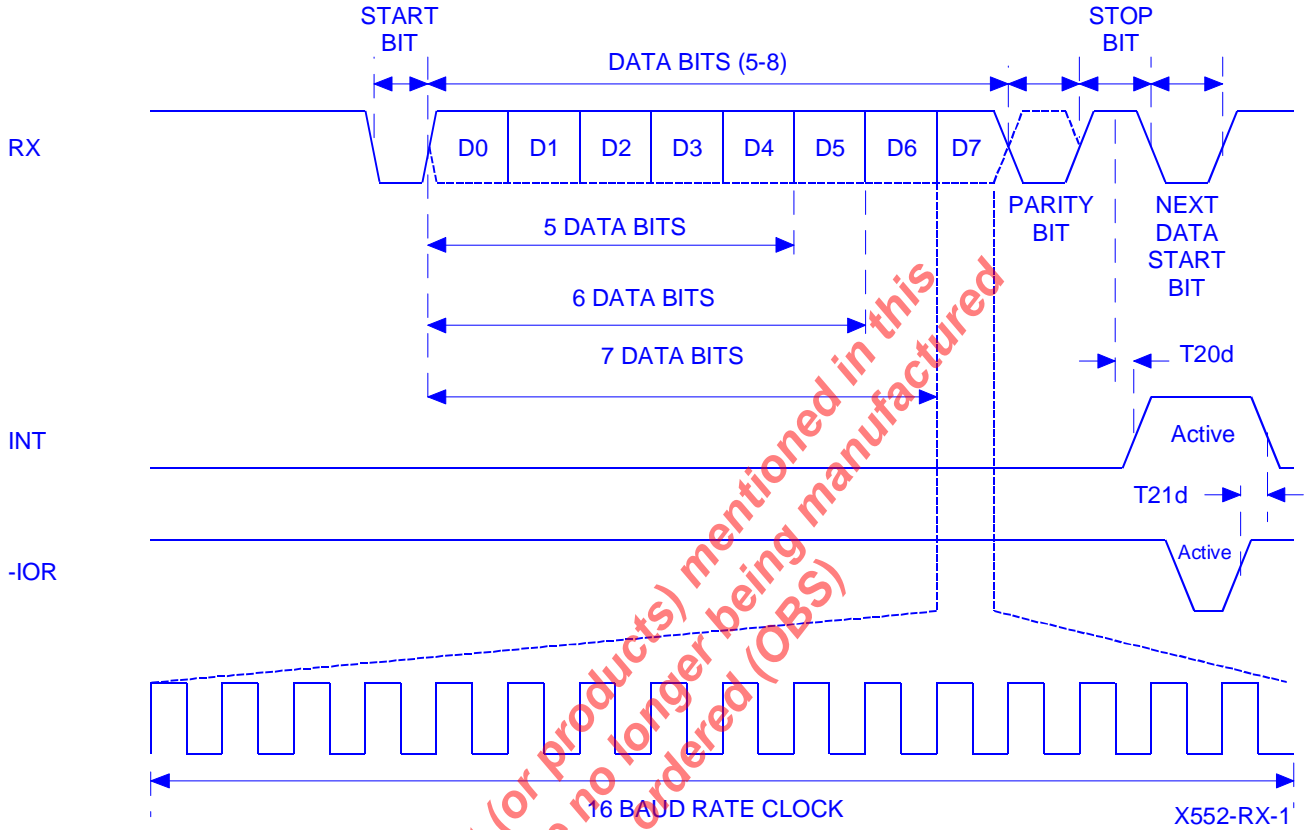 START
BIT
STOP
BIT
DATA BITS (5-8)
RX
D0 D1 D2 D3 D4 D5 D6 D7
PARITY
BIT
NEXT
DATA
START
BIT
5 DATA BITS
6 DATA BITS
7 DATA BITS
T20d
INT
Active
T21d
-IOR
Active
16 BAUD RATE CLOCK
X552-RX-1
(or products) mentioned in this
no longer being manufactured
ordered (OBS)